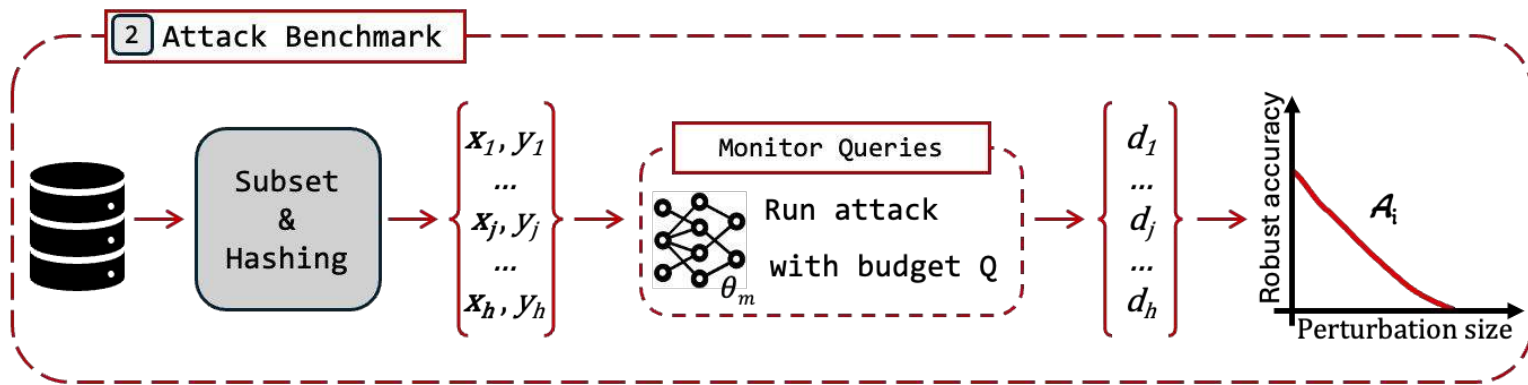 2 Attack Benchmark
Subset
&
Hashing
x1, y1
...
xj, yj
...
xh, yh
Monitor Queries
Run attack
with budget Q
θm
d1
...
dj
...
dh
Robust accuracy
𝒜i
Perturbation size